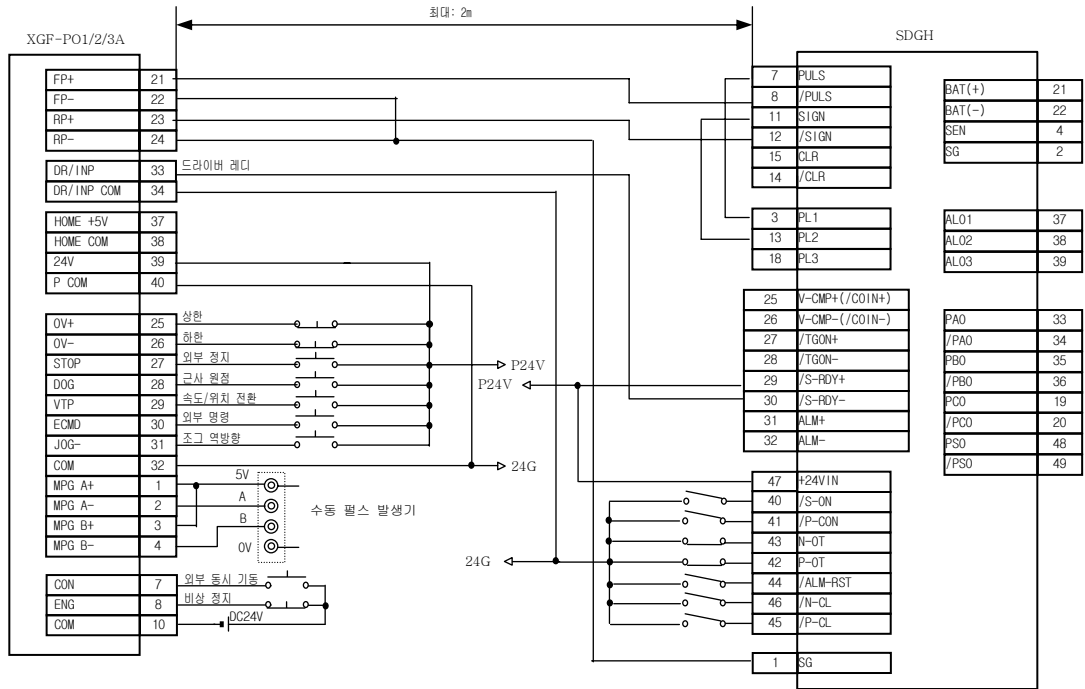 최대: 2m
XGF-PO1/2/3A
SDGH
FP+ 21
FP- 22
RP+ 23
RP- 24
DR/INP 33 드라이버 레디
DR/INP COM 34
HOME +5V 37
HOME COM 38
24V 39
P COM 40
0V+ 25 상한
0V- 26 하한
STOP 27 외부 정지
DOG 28 근사 원점
VTP 29 속도/위치 전환
ECMD 30 외부 명령
JOG- 31 조그 역방향
COM 32
MPG A+ 1
MPG A- 2
MPG B+ 3
MPG B- 4
5V
A
B
0V
수동 펄스 발생기
CON 7 외부 동시 기동
ENG 8 비상 정지
COM 10 DC24V
P24V
P24V
24G
24G
7 PULS
8 /PULS
11 SIGN
12 /SIGN
15 CLR
14 /CLR
3 PL1
13 PL2
18 PL3
25 V-CMP+(/COIN+)
26 V-CMP-(/COIN-)
27 /TGON+
28 /TGON-
29 /S-RDY+
30 /S-RDY-
31 ALM+
32 ALM-
47 +24VIN
40 /S-ON
41 /P-CON
43 N-OT
42 P-OT
44 /ALM-RST
46 /N-CL
45 /P-CL
1 SG
BAT(+) 21
BAT(-) 22
SEN 4
SG 2
ALO1 37
ALO2 38
ALO3 39
PAO 33
/PAO 34
PBO 35
/PBO 36
PCO 19
/PCO 20
PSO 48
/PSO 49